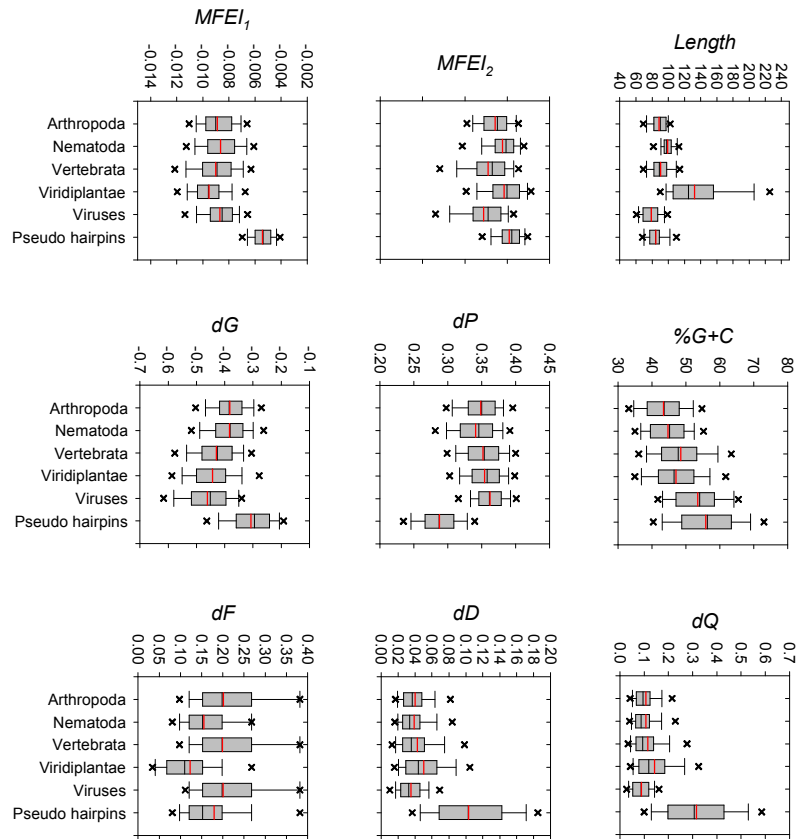 MFEI1
MFEI2
Length
-0.014 -0.012 -0.010 -0.008 -0.006 -0.004 -0.002
40 60 80 100 120 140 160 180 200 220 240
Arthropoda
Nematoda
Vertebrata
Viridiplantae
Viruses
Pseudo hairpins
dG
dP
%G+C
-0.7 -0.6 -0.5 -0.4 -0.3 -0.2 -0.1
0.20 0.25 0.30 0.35 0.40 0.45
30 40 50 60 70 80
Arthropoda
Nematoda
Vertebrata
Viridiplantae
Viruses
Pseudo hairpins
dF
dD
dQ
0.00 0.05 0.10 0.15 0.20 0.25 0.30 0.35 0.40
0.00 0.02 0.04 0.06 0.08 0.10 0.12 0.14 0.16 0.18 0.20
0.0 0.1 0.2 0.3 0.4 0.5 0.6 0.7
Arthropoda
Nematoda
Vertebrata
Viridiplantae
Viruses
Pseudo hairpins